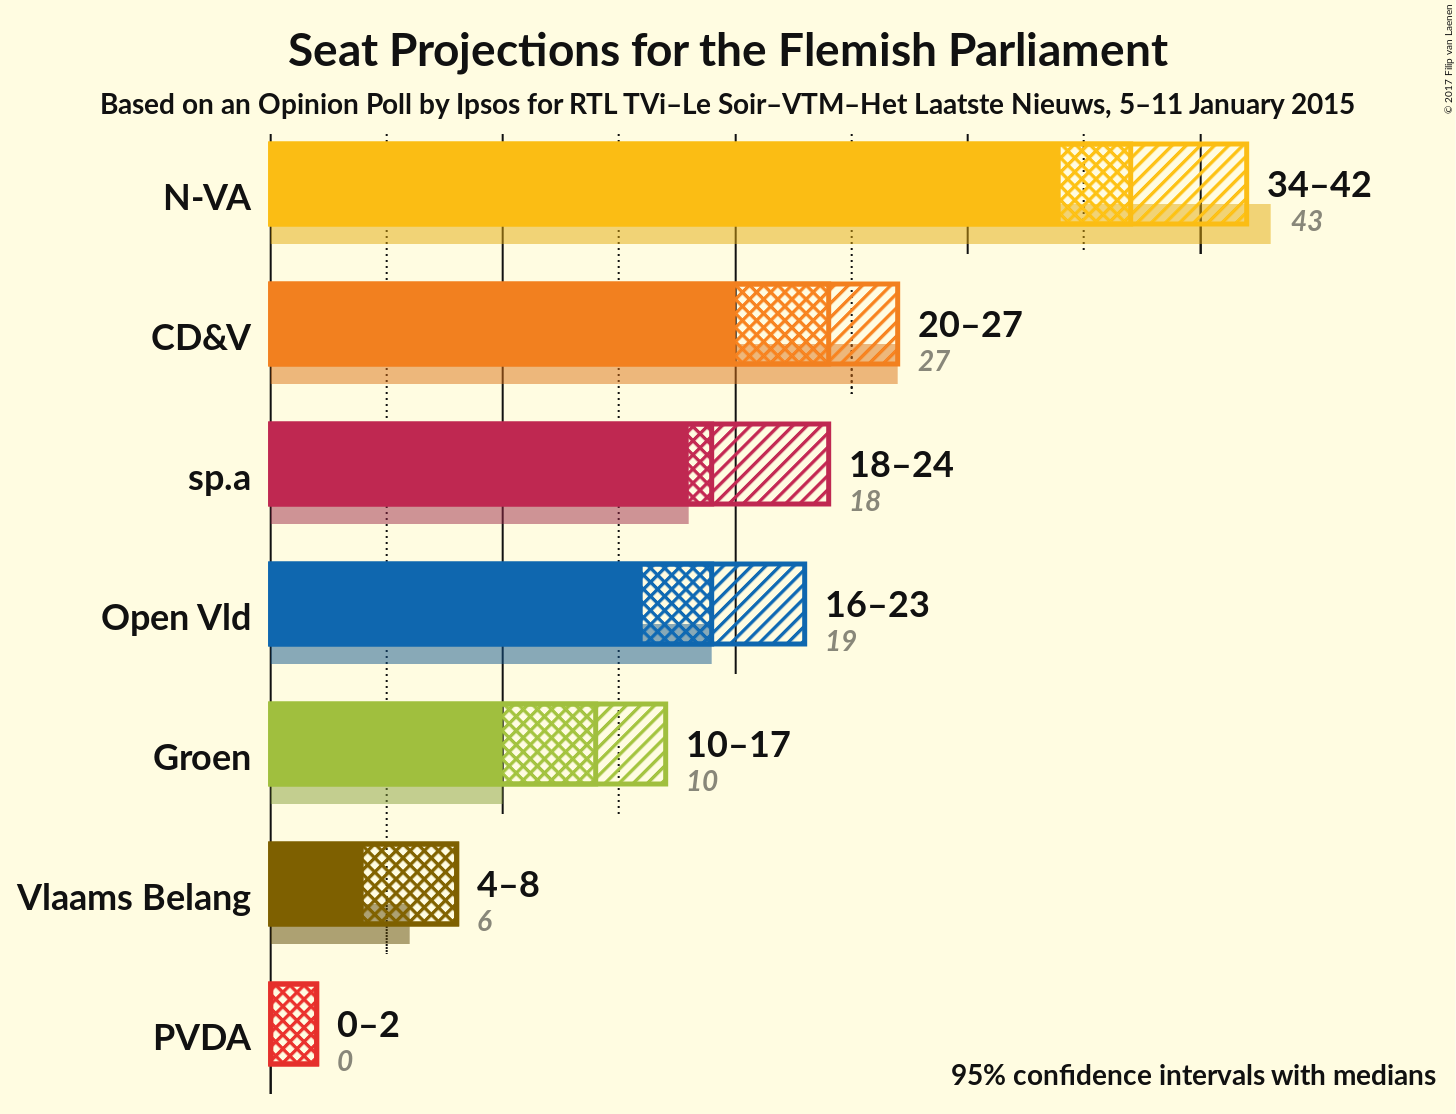 Seat Projections for the Flemish Parliament
Based on an Opinion Poll by Ipsos for RTL TVi–Le Soir–VTM–Het Laatste Nieuws, 5–11 January 2015
© 2017 Filip van Laenen
N-VA
34–42
43
CD&V
20–27
27
sp.a
18–24
18
Open Vld
16–23
19
Groen
10–17
10
Vlaams Belang
4–8
6
PVDA
0–2
0
95% confidence intervals with medians